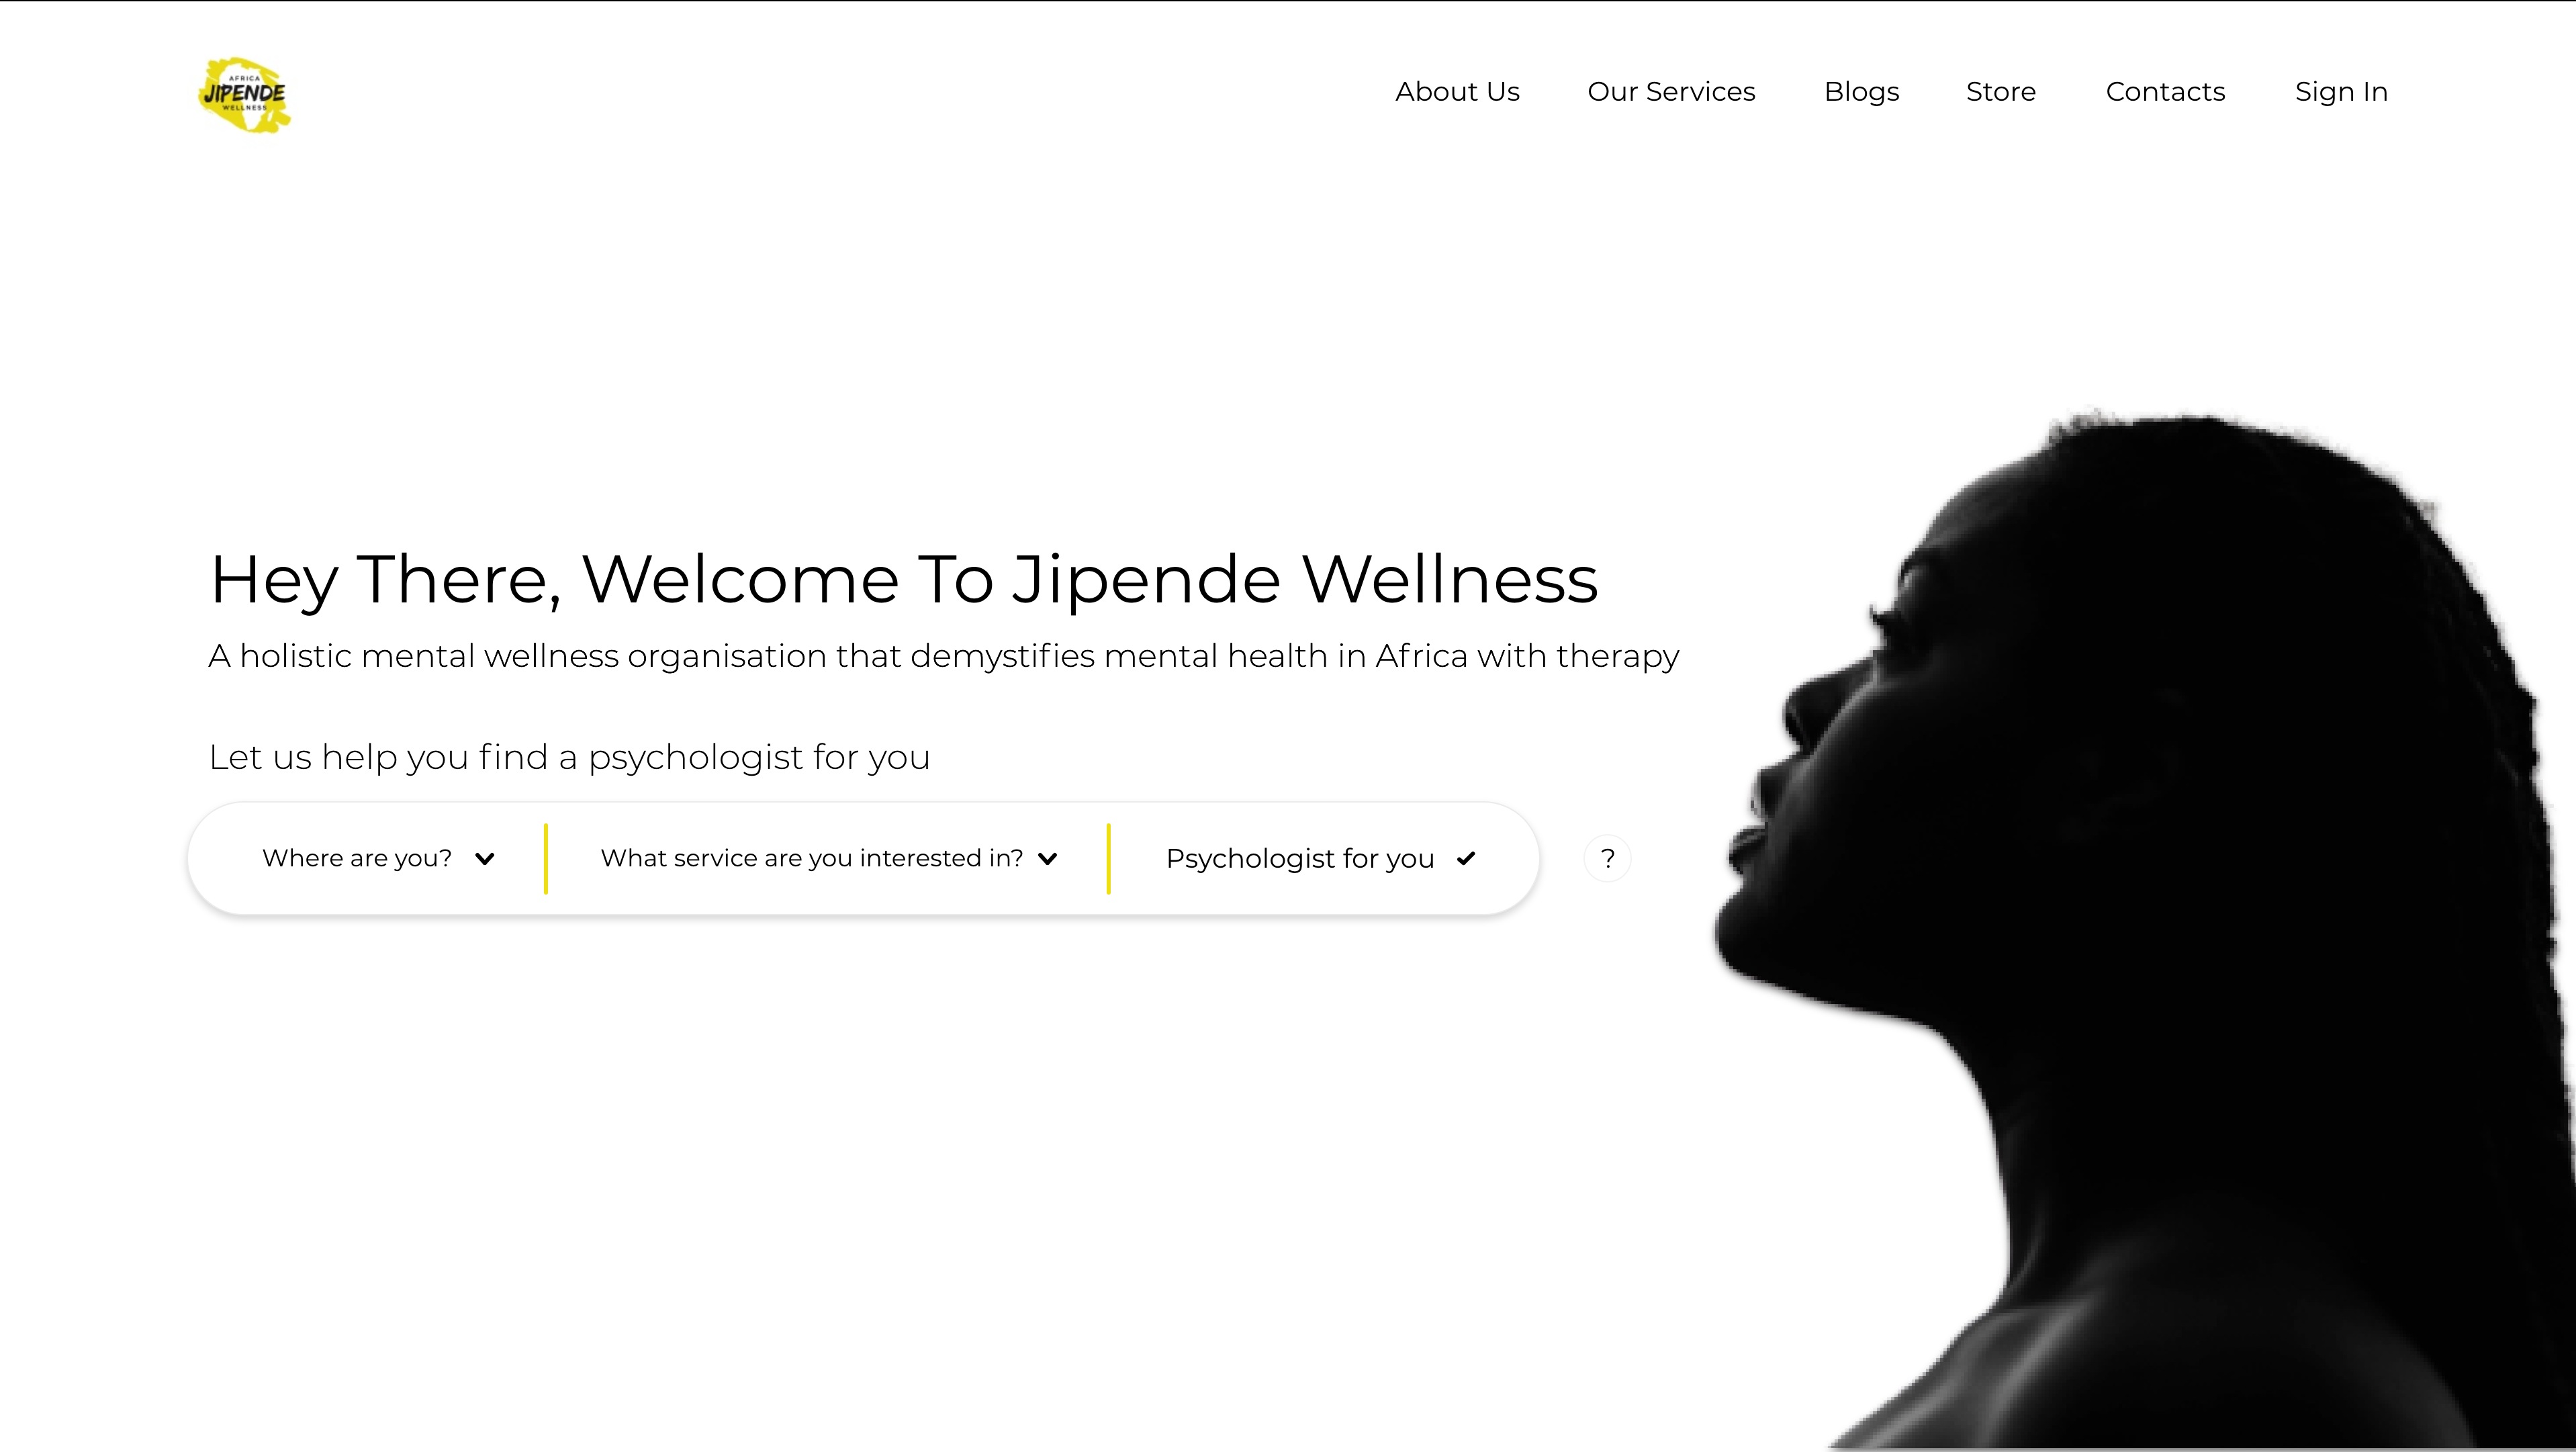 AFRICA
JIPENDE
WELLNESS
About Us Our Services Blogs Store Contacts Sign In
Hey There, Welcome To Jipende Wellness
A holistic mental wellness organisation that demystifies mental health in Africa with therapy
Let us help you find a psychologist for you
Where are you? What service are you interested in? Psychologist for you ?